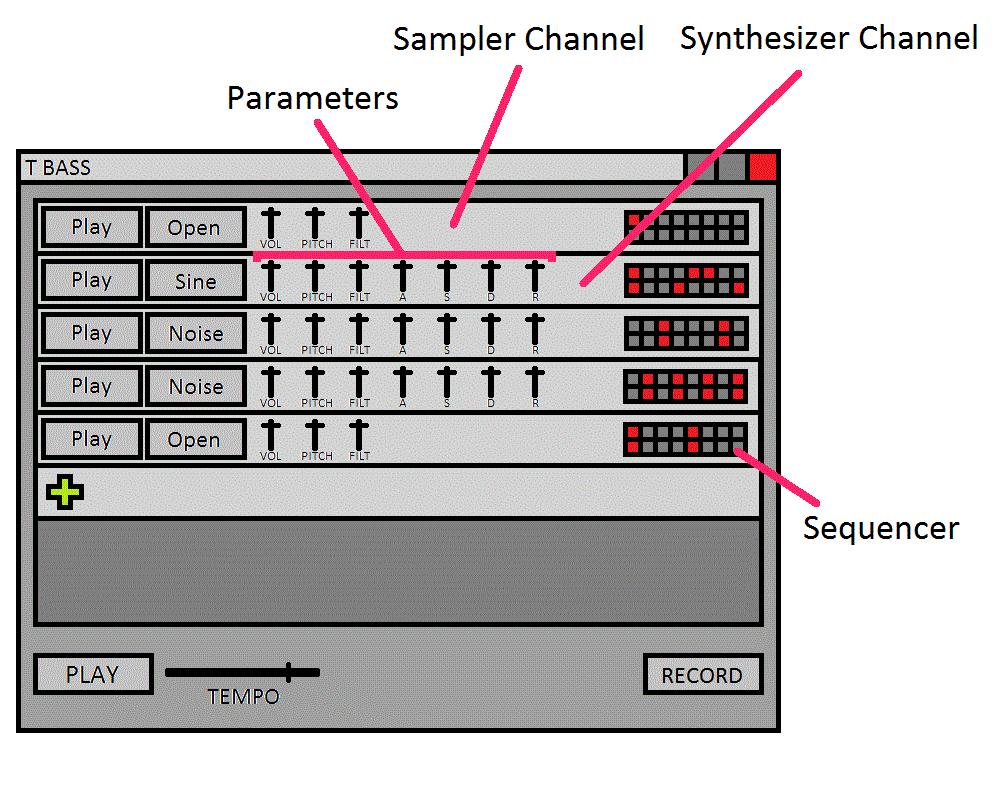 Sampler Channel
Synthesizer Channel
Parameters
T BASS
Play Open VOL PITCH FILT
Play Sine VOL PITCH FILT A S D R
Play Noise VOL PITCH FILT A S D R
Play Noise VOL PITCH FILT A S D R
Play Open VOL PITCH FILT
Sequencer
PLAY TEMPO RECORD